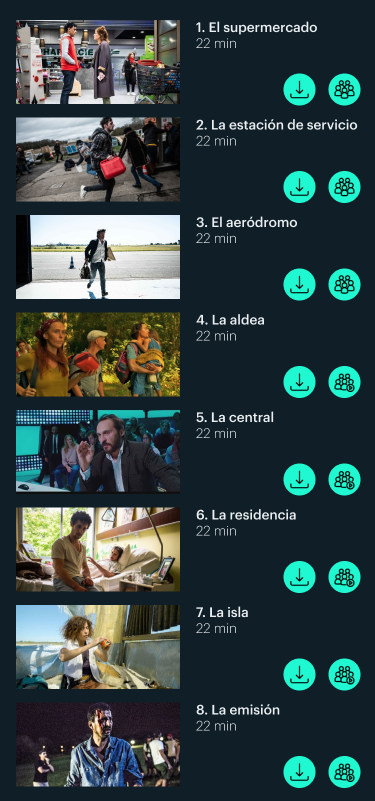 1. El supermercado
22 min
2. La estación de servicio
22 min
3. El aeródromo
22 min
4. La aldea
22 min
5. La central
22 min
6. La residencia
22 min
7. La isla
22 min
8. La emisión
22 min